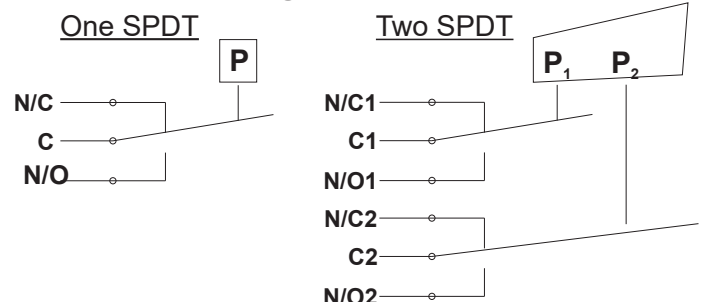 One SPDT
P
N/C
C
N/O
Two SPDT
P1 P2
N/C1
C1
N/O1
N/C2
C2
N/O2